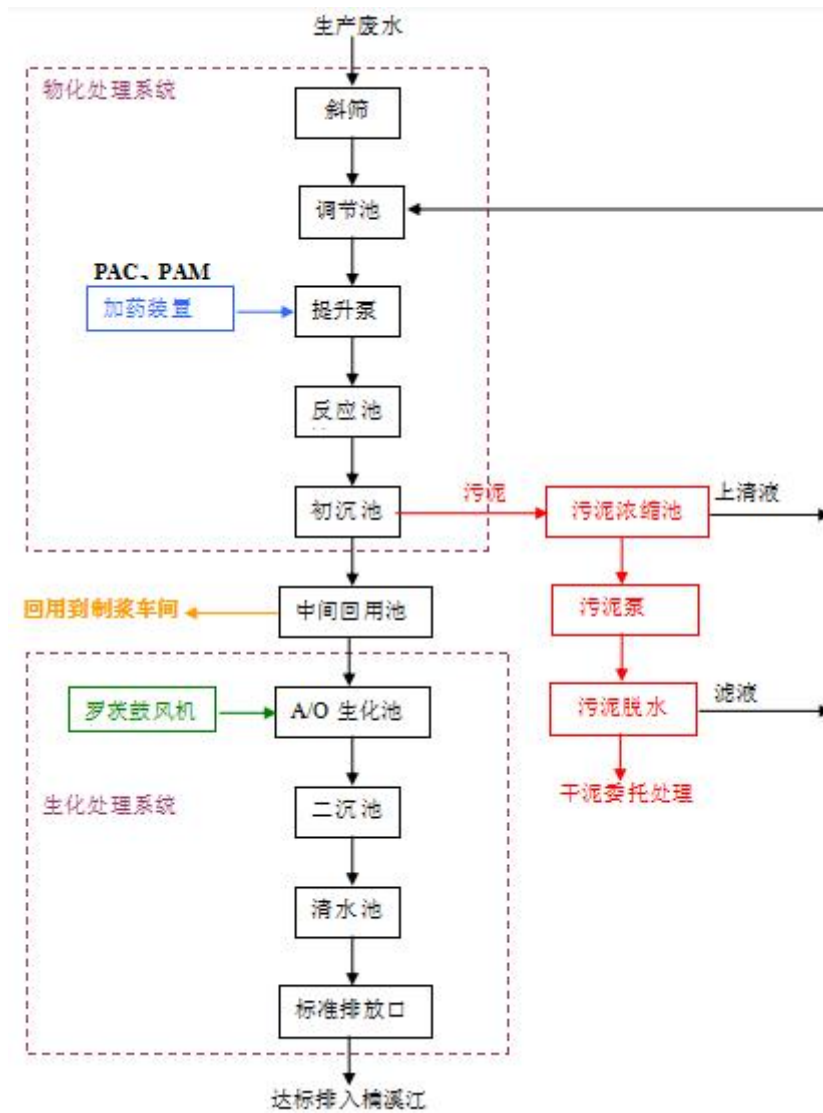 生产废水
物化处理系统
斜筛
调节池
PAC、PAM
加药装置
提升泵
反应池
初沉池
污泥
污泥浓缩池
上清液
回用到制浆车间
中间回用池
污泥泵
罗茨鼓风机
A/O 生化池
污泥脱水
滤液
干泥委托处理
生化处理系统
二沉池
清水池
标准排放口
达标排入楠溪江